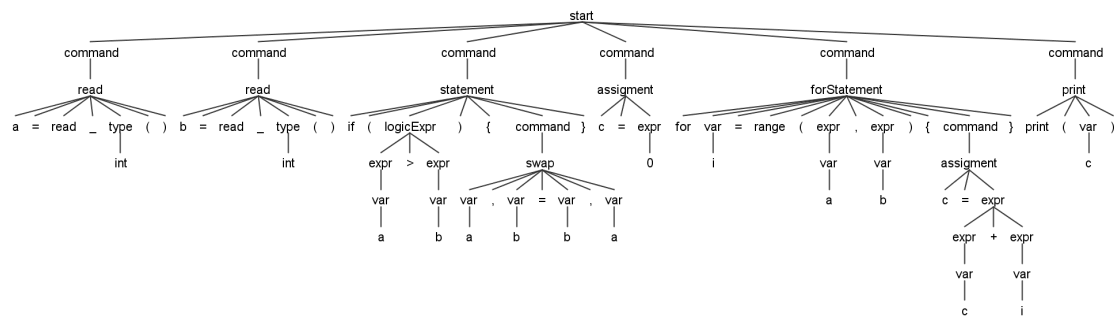 start
command command command command command command
read read statement assigment forStatement print
a = read _ type ( ) b = read _ type ( ) if ( logicExpr ) { command } c = expr for var = range ( expr , expr ) { command } print ( var )
int int expr > expr swap 0 i var var assigment c
var var var , var = var , var a b c = expr
a b a b b a expr + expr
var var
c i